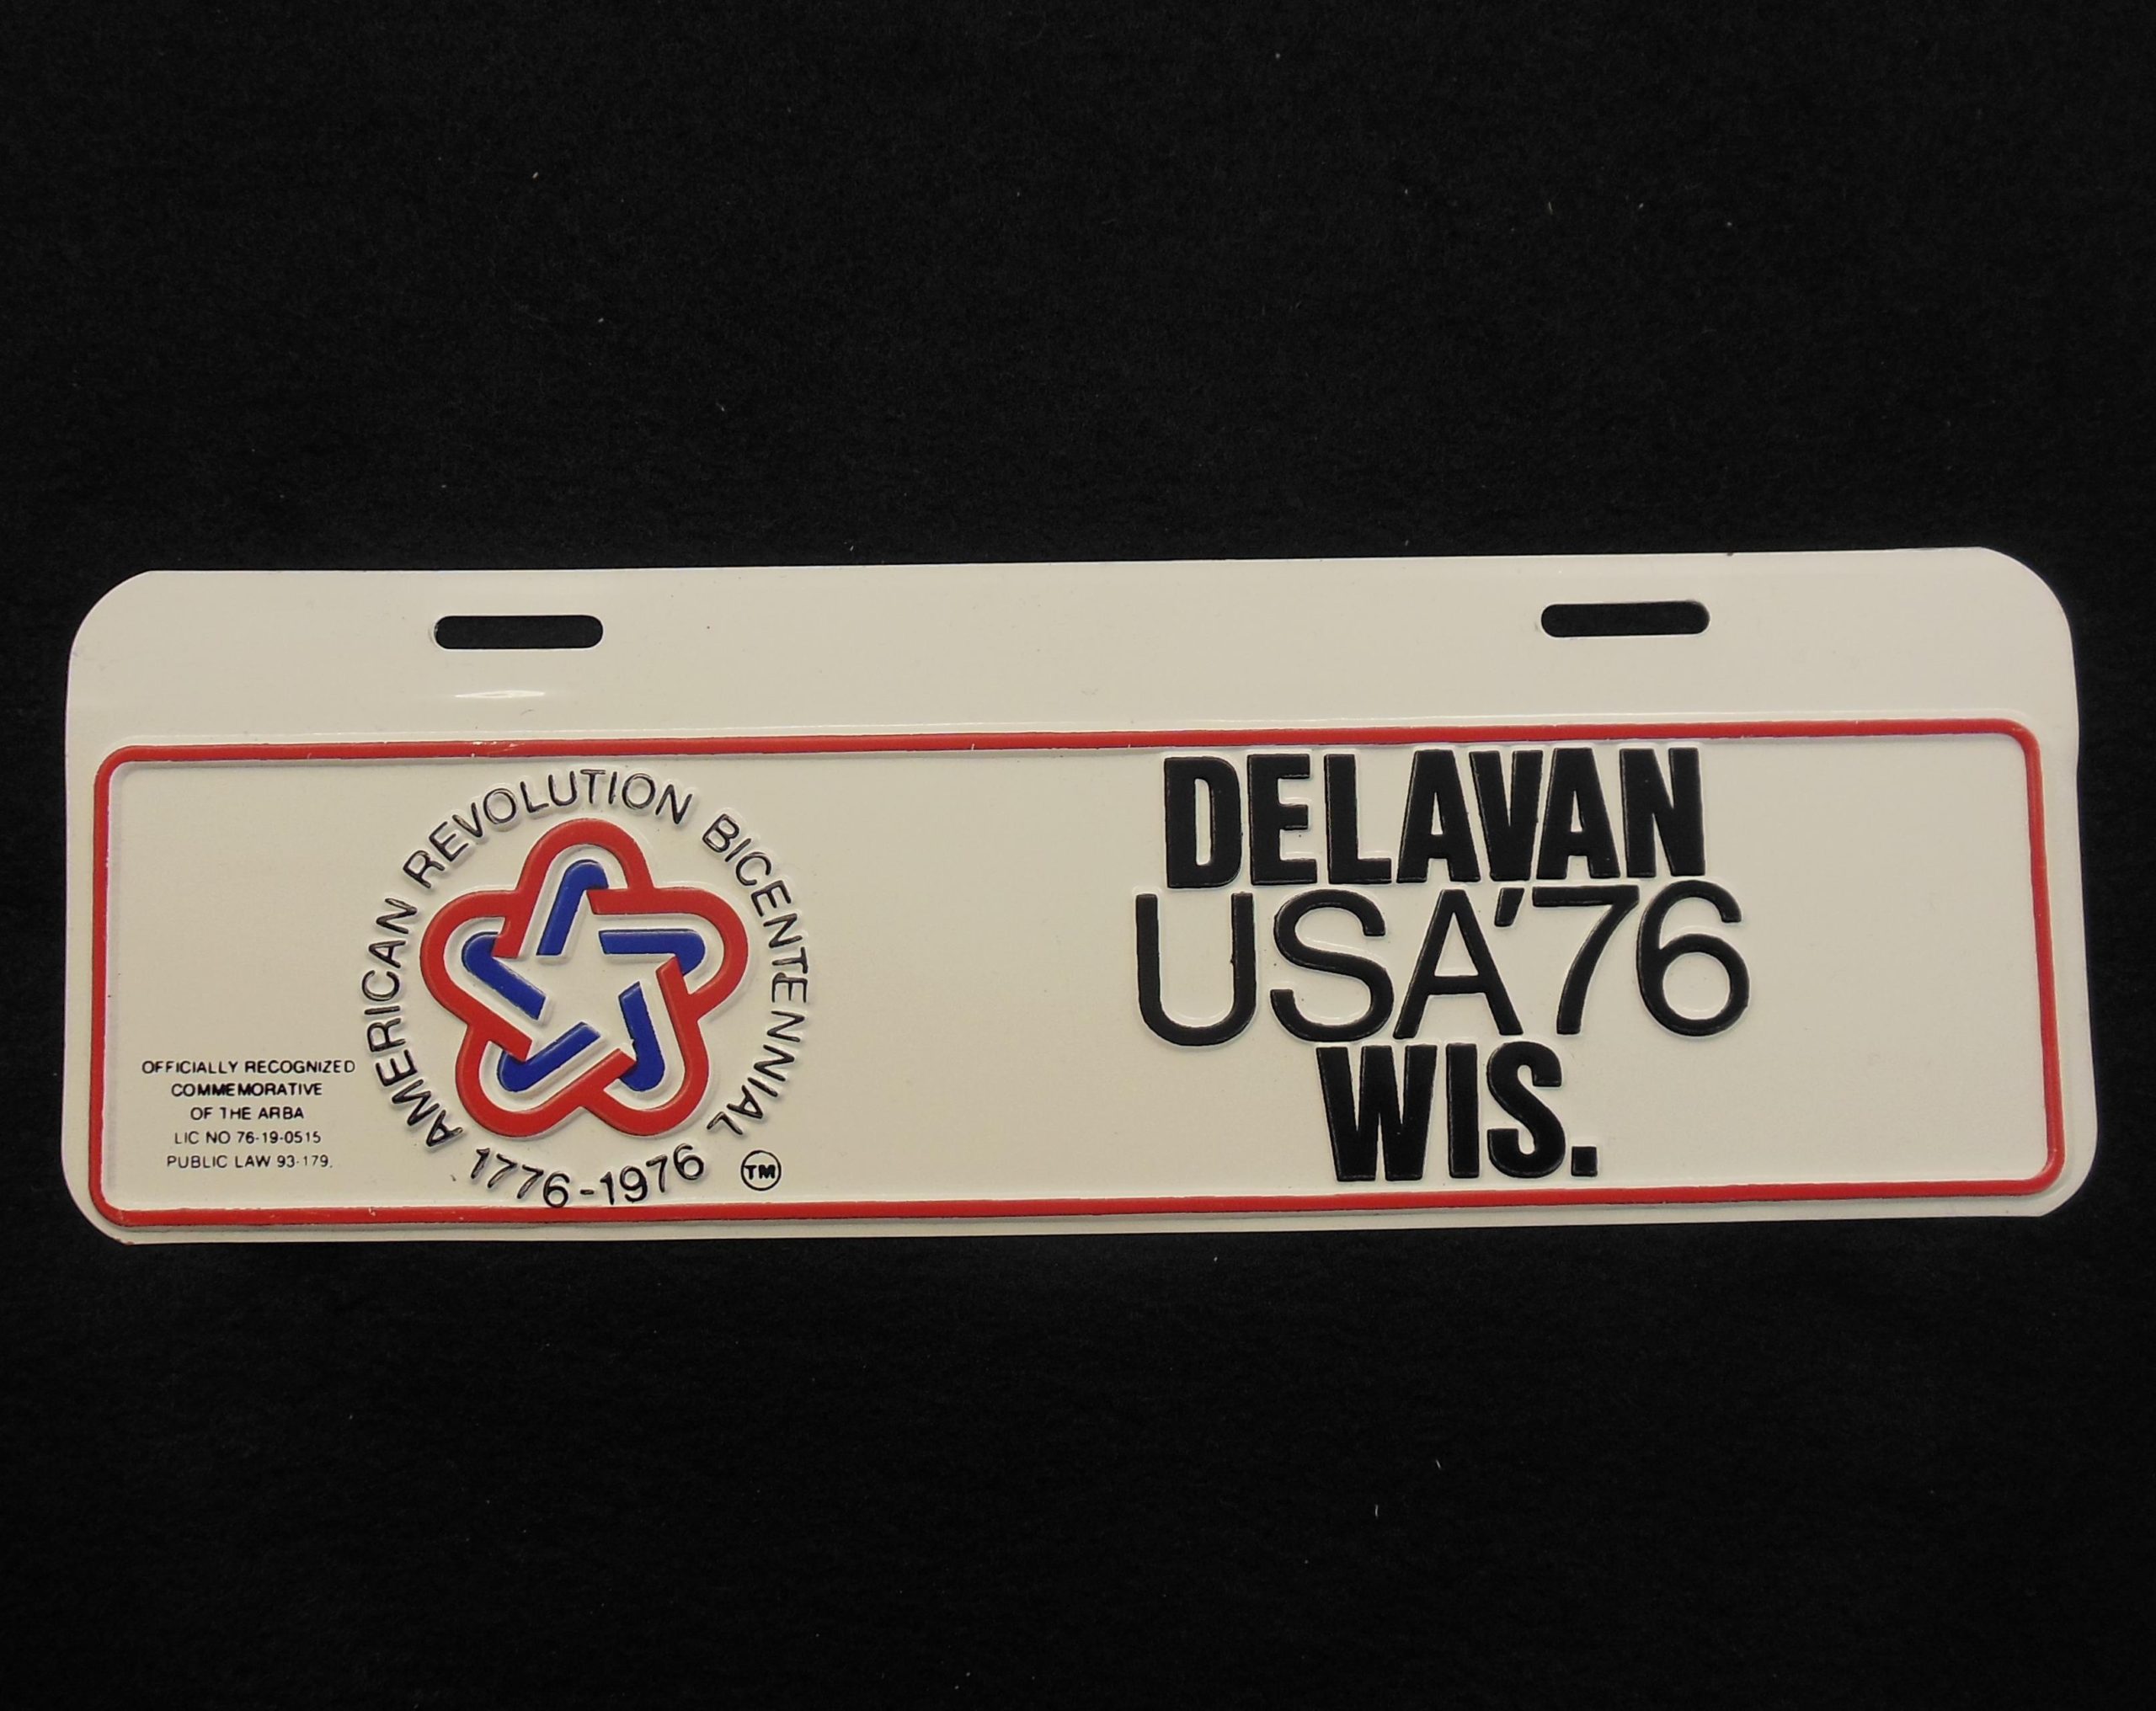 AMERICAN REVOLUTION BICENTENNIAL
1776-1976
TM
OFFICIALLY RECOGNIZED
COMMEMORATIVE
OF THE ARBA
LIC NO 76-19-0515
PUBLIC LAW 93-179.
DELAVAN
USA'76
WIS.